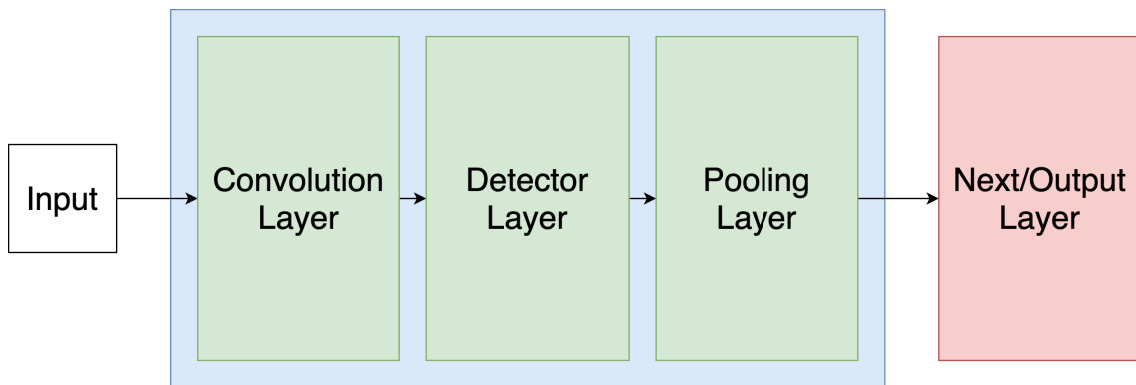 Input
Convolution
Layer
Detector
Layer
Pooling
Layer
Next/Output
Layer